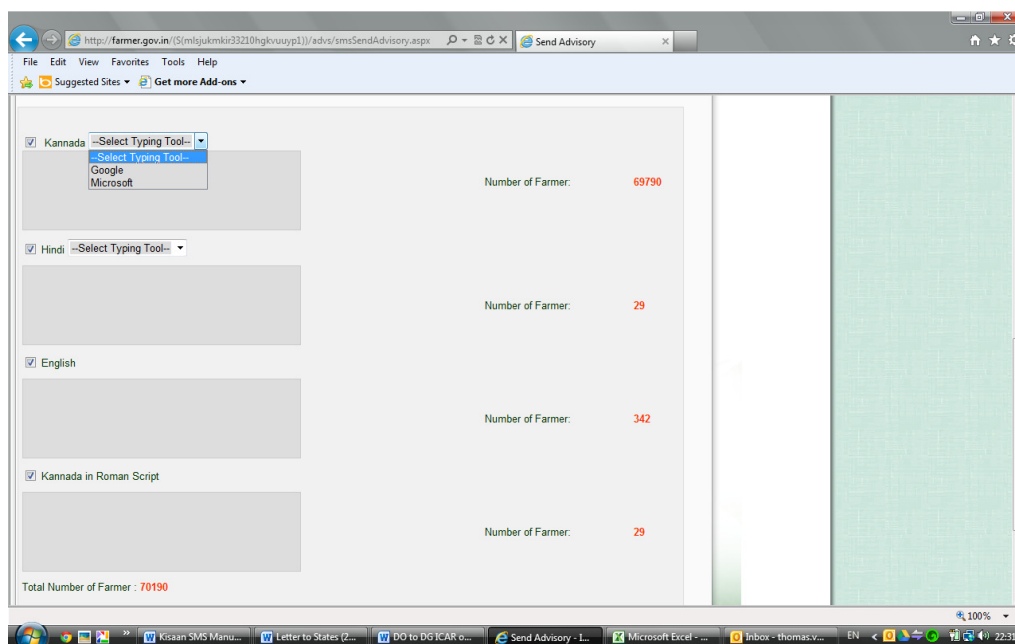 http://farmer.gov.in/(S(mlsjukmkir33210hgkvuuyp1))/advs/smsSendAdvisory.aspx
Send Advisory
File Edit View Favorites Tools Help
Suggested Sites Get more Add-ons
Kannada --Select Typing Tool--
--Select Typing Tool--
Google
Microsoft
Number of Farmer: 69790
Hindi --Select Typing Tool--
Number of Farmer: 29
English
Number of Farmer: 342
Kannada in Roman Script
Number of Farmer: 29
Total Number of Farmer : 70190
100%
Kisaan SMS Manu... Letter to States (2... DO to DG ICAR o... Send Advisory - I... Microsoft Excel - ... Inbox - thomas.v... EN 22:31